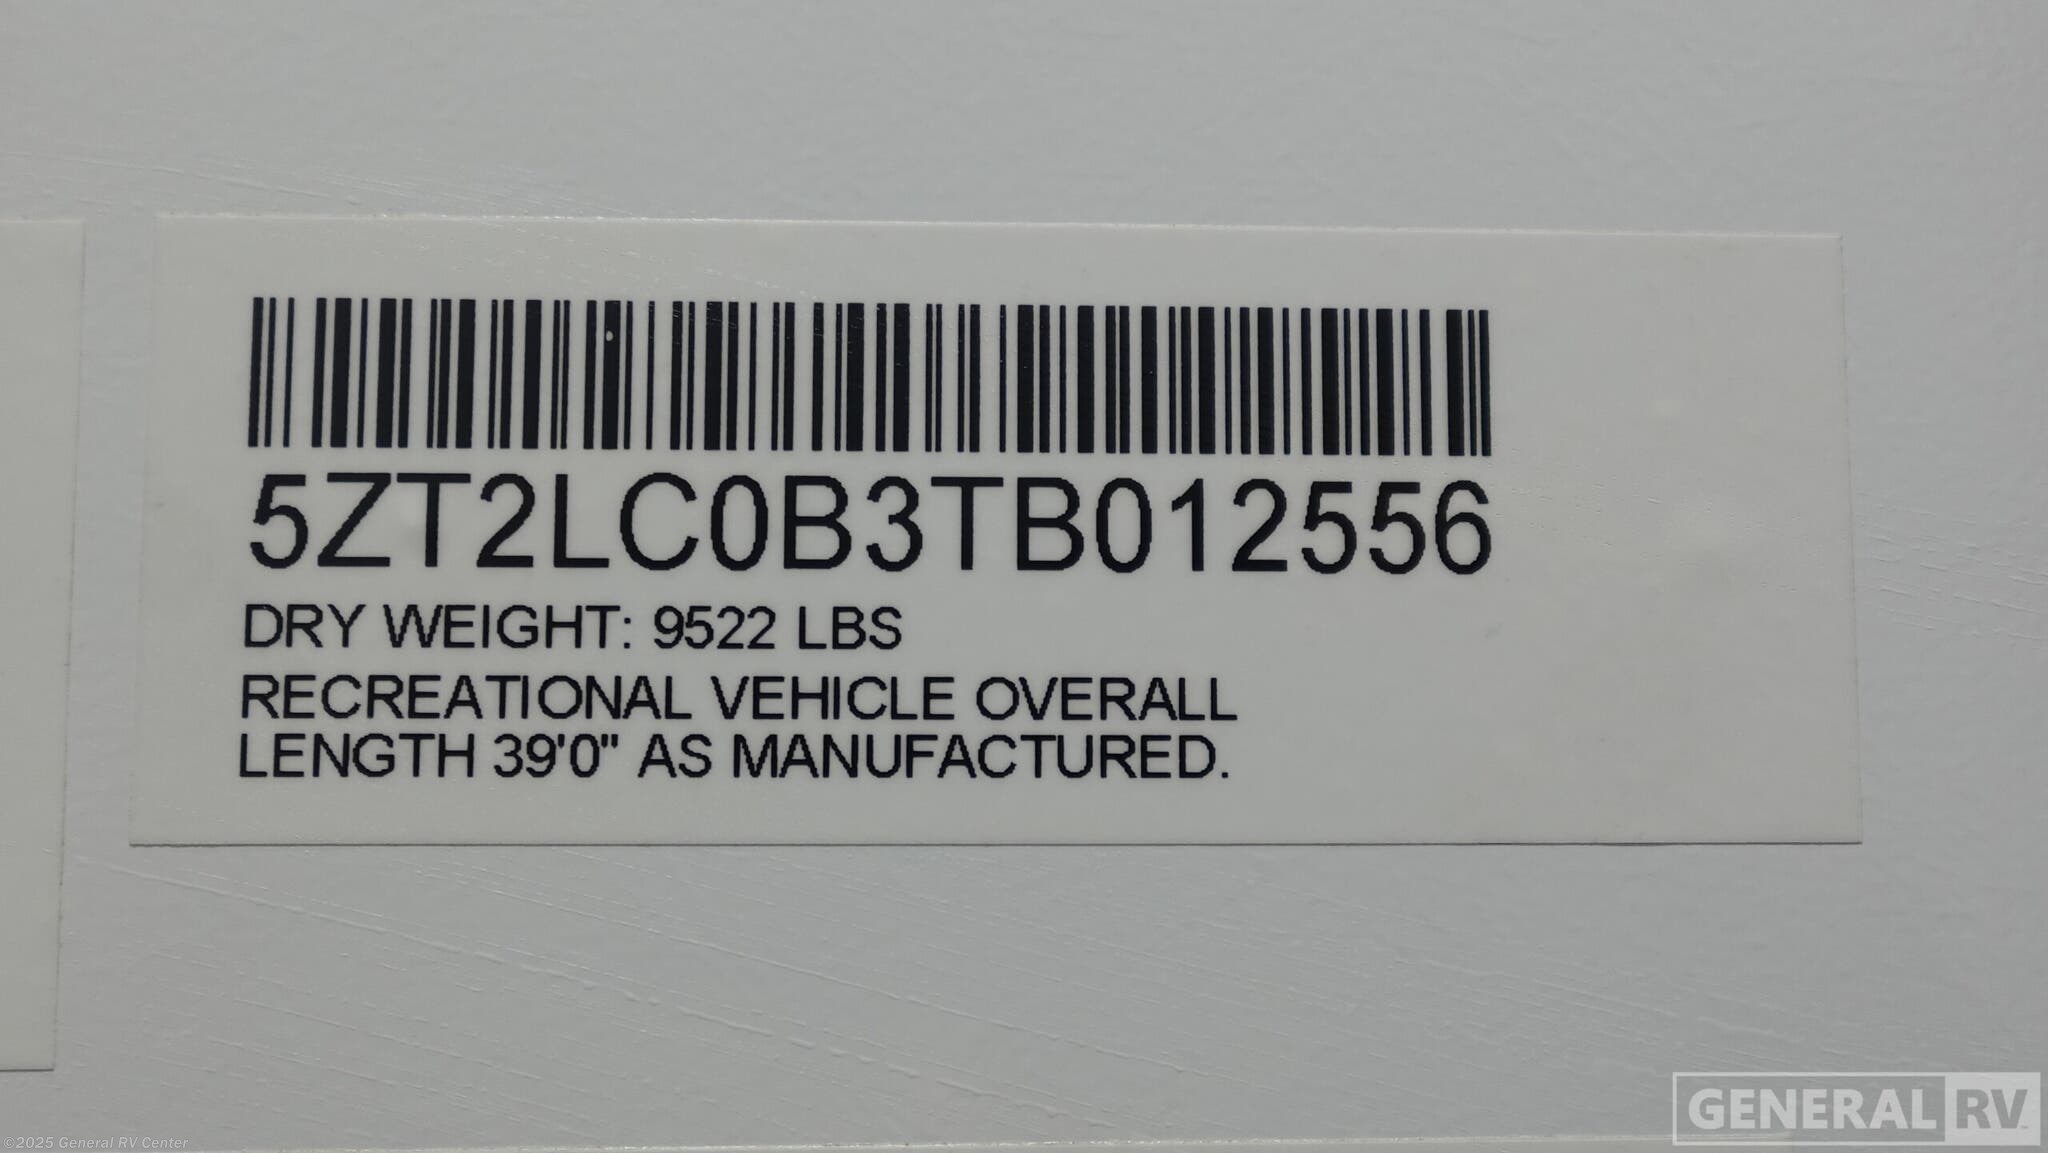 5ZT2LC0B3TB012556
DRY WEIGHT: 9522 LBS
RECREATIONAL VEHICLE OVERALL
LENGTH 39'0" AS MANUFACTURED.
GENERAL RV
©2025 General RV Center